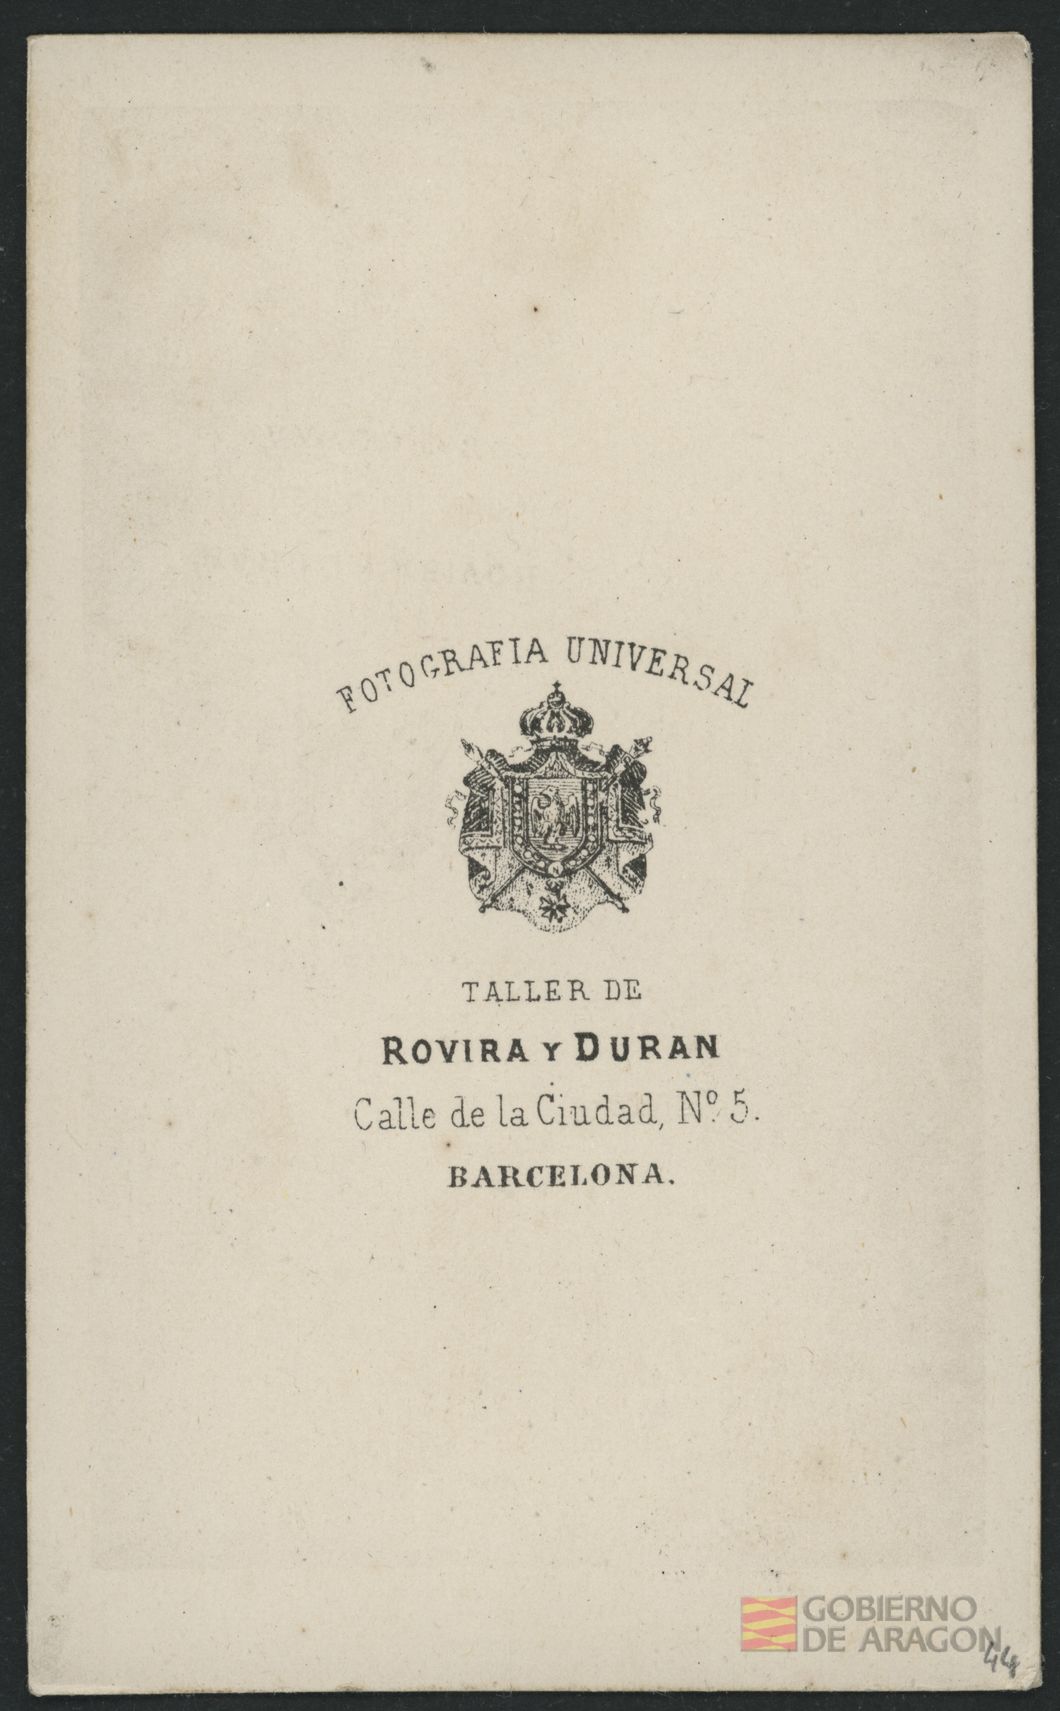 FOTOGRAFIA UNIVERSAL
TALLER DE
ROVIRA Y DURAN
Calle de la Ciudad, Nº 5.
BARCELONA.
GOBIERNO
DE ARAGON
44